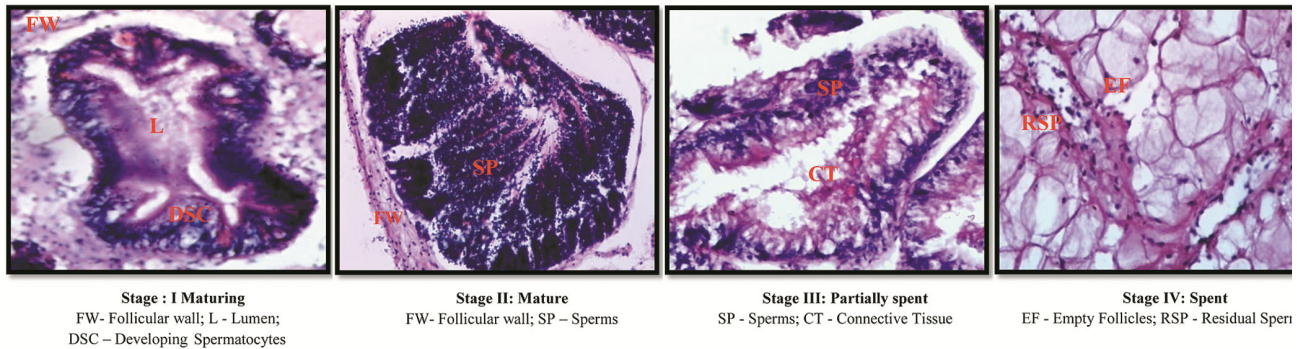 FW
L
DSC
SP
FW
SP
CT
EF
RSP
Stage : I Maturing
FW- Follicular wall; L - Lumen;
DSC – Developing Spermatocytes
Stage II: Mature
FW- Follicular wall; SP – Sperms
Stage III: Partially spent
SP - Sperms; CT - Connective Tissue
Stage IV: Spent
EF - Empty Follicles; RSP - Residual Sperm